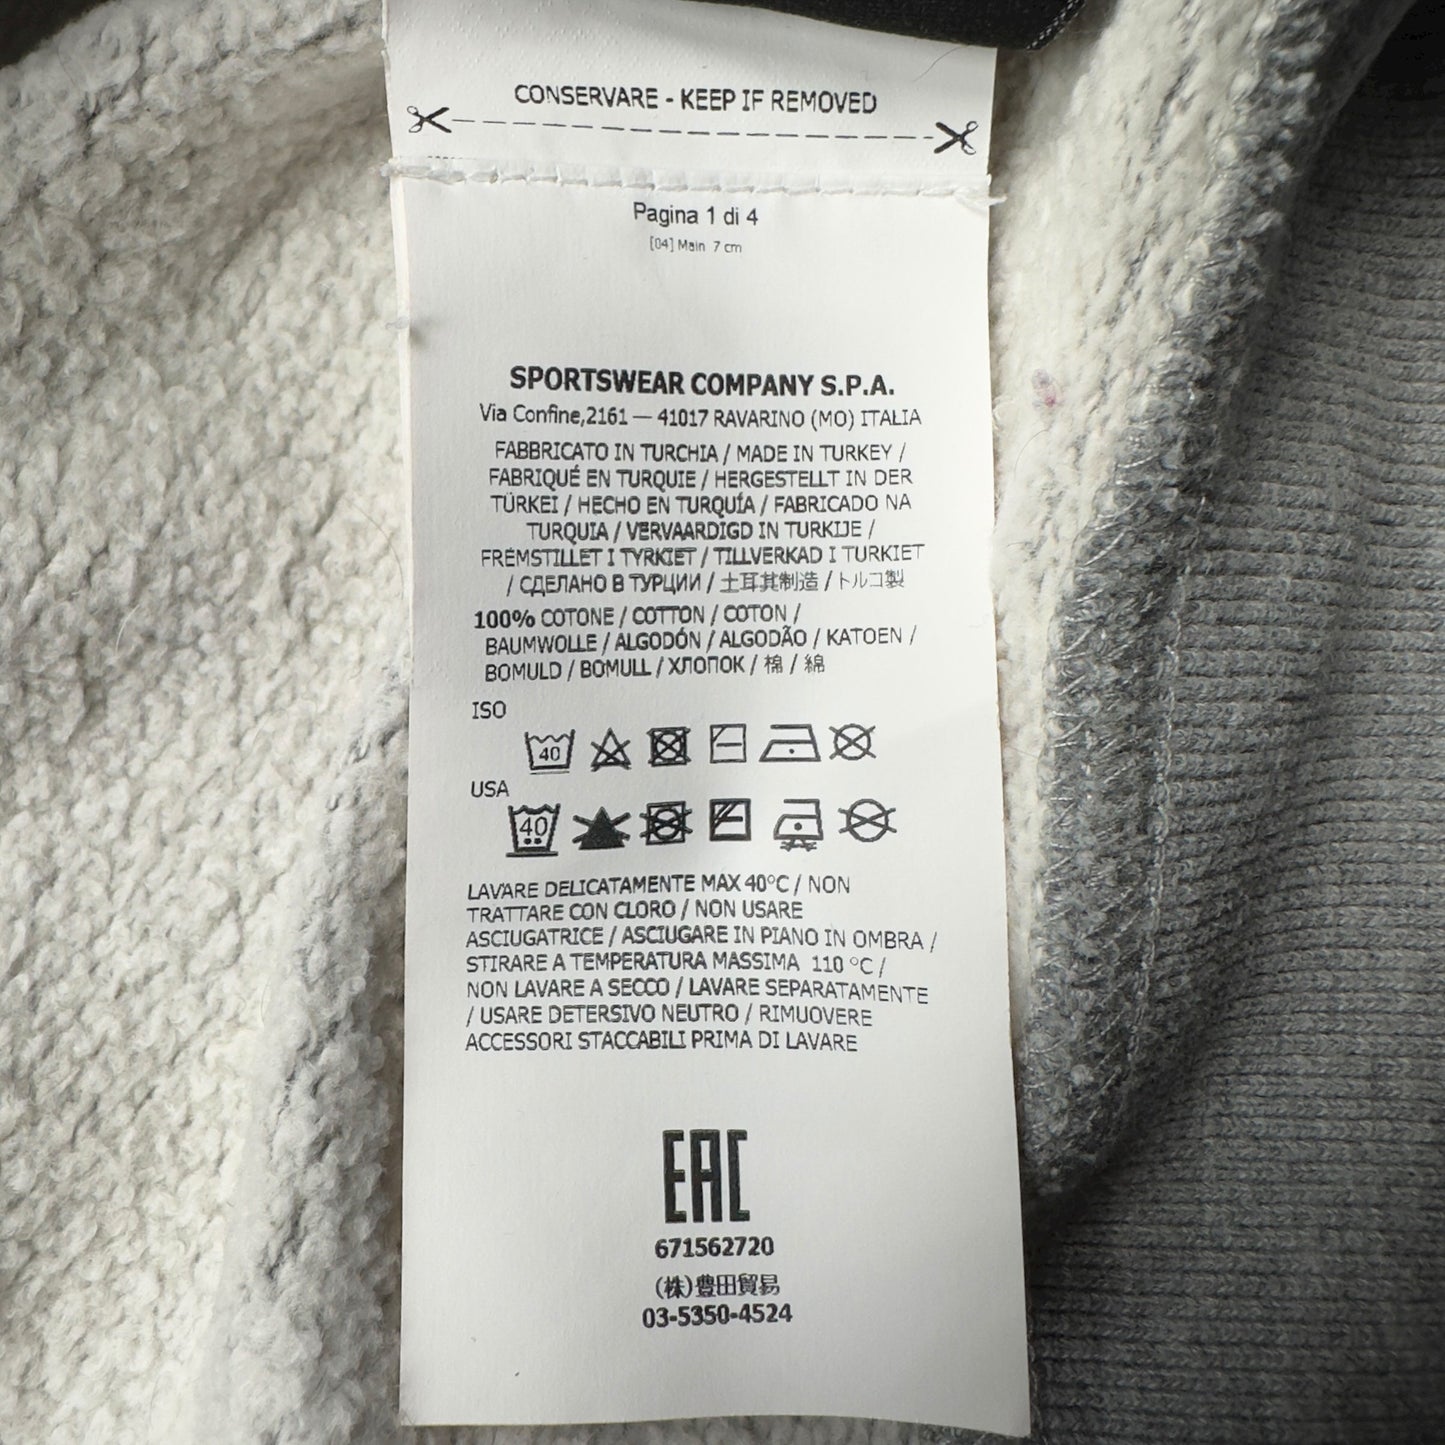 CONSERVARE - KEEP IF REMOVED
Pagina 1 di 4
[04] Main 7 cm
SPORTSWEAR COMPANY S.P.A.
Via Confine,2161 — 41017 RAVARINO (MO) ITALIA
FABBRICATO IN TURCHIA / MADE IN TURKEY /
FABRIQUÉ EN TURQUIE / HERGESTELLT IN DER
TÜRKEI / HECHO EN TURQUÍA / FABRICADO NA
TURQUIA / VERVAARDIGD IN TURKIJE /
FREMSTILLET I TYRKIET / TILLVERKAD I TURKIET
/ СДЕЛАНО В ТУРЦИИ / 土耳其制造 / トルコ製
100% COTONE / COTTON / COTON /
BAUMWOLLE / ALGODÓN / ALGODÃO / KATOEN /
BOMULD / BOMULL / ХЛОПОК / 棉 / 綿
ISO
40
USA
40
LAVARE DELICATAMENTE MAX 40°C / NON
TRATTARE CON CLORO / NON USARE
ASCIUGATRICE / ASCIUGARE IN PIANO IN OMBRA /
STIRARE A TEMPERATURA MASSIMA 110 °C /
NON LAVARE A SECCO / LAVARE SEPARATAMENTE
/ USARE DETERSIVO NEUTRO / RIMUOVERE
ACCESSORI STACCABILI PRIMA DI LAVARE
EAC
671562720
(株)豊田貿易
03-5350-4524